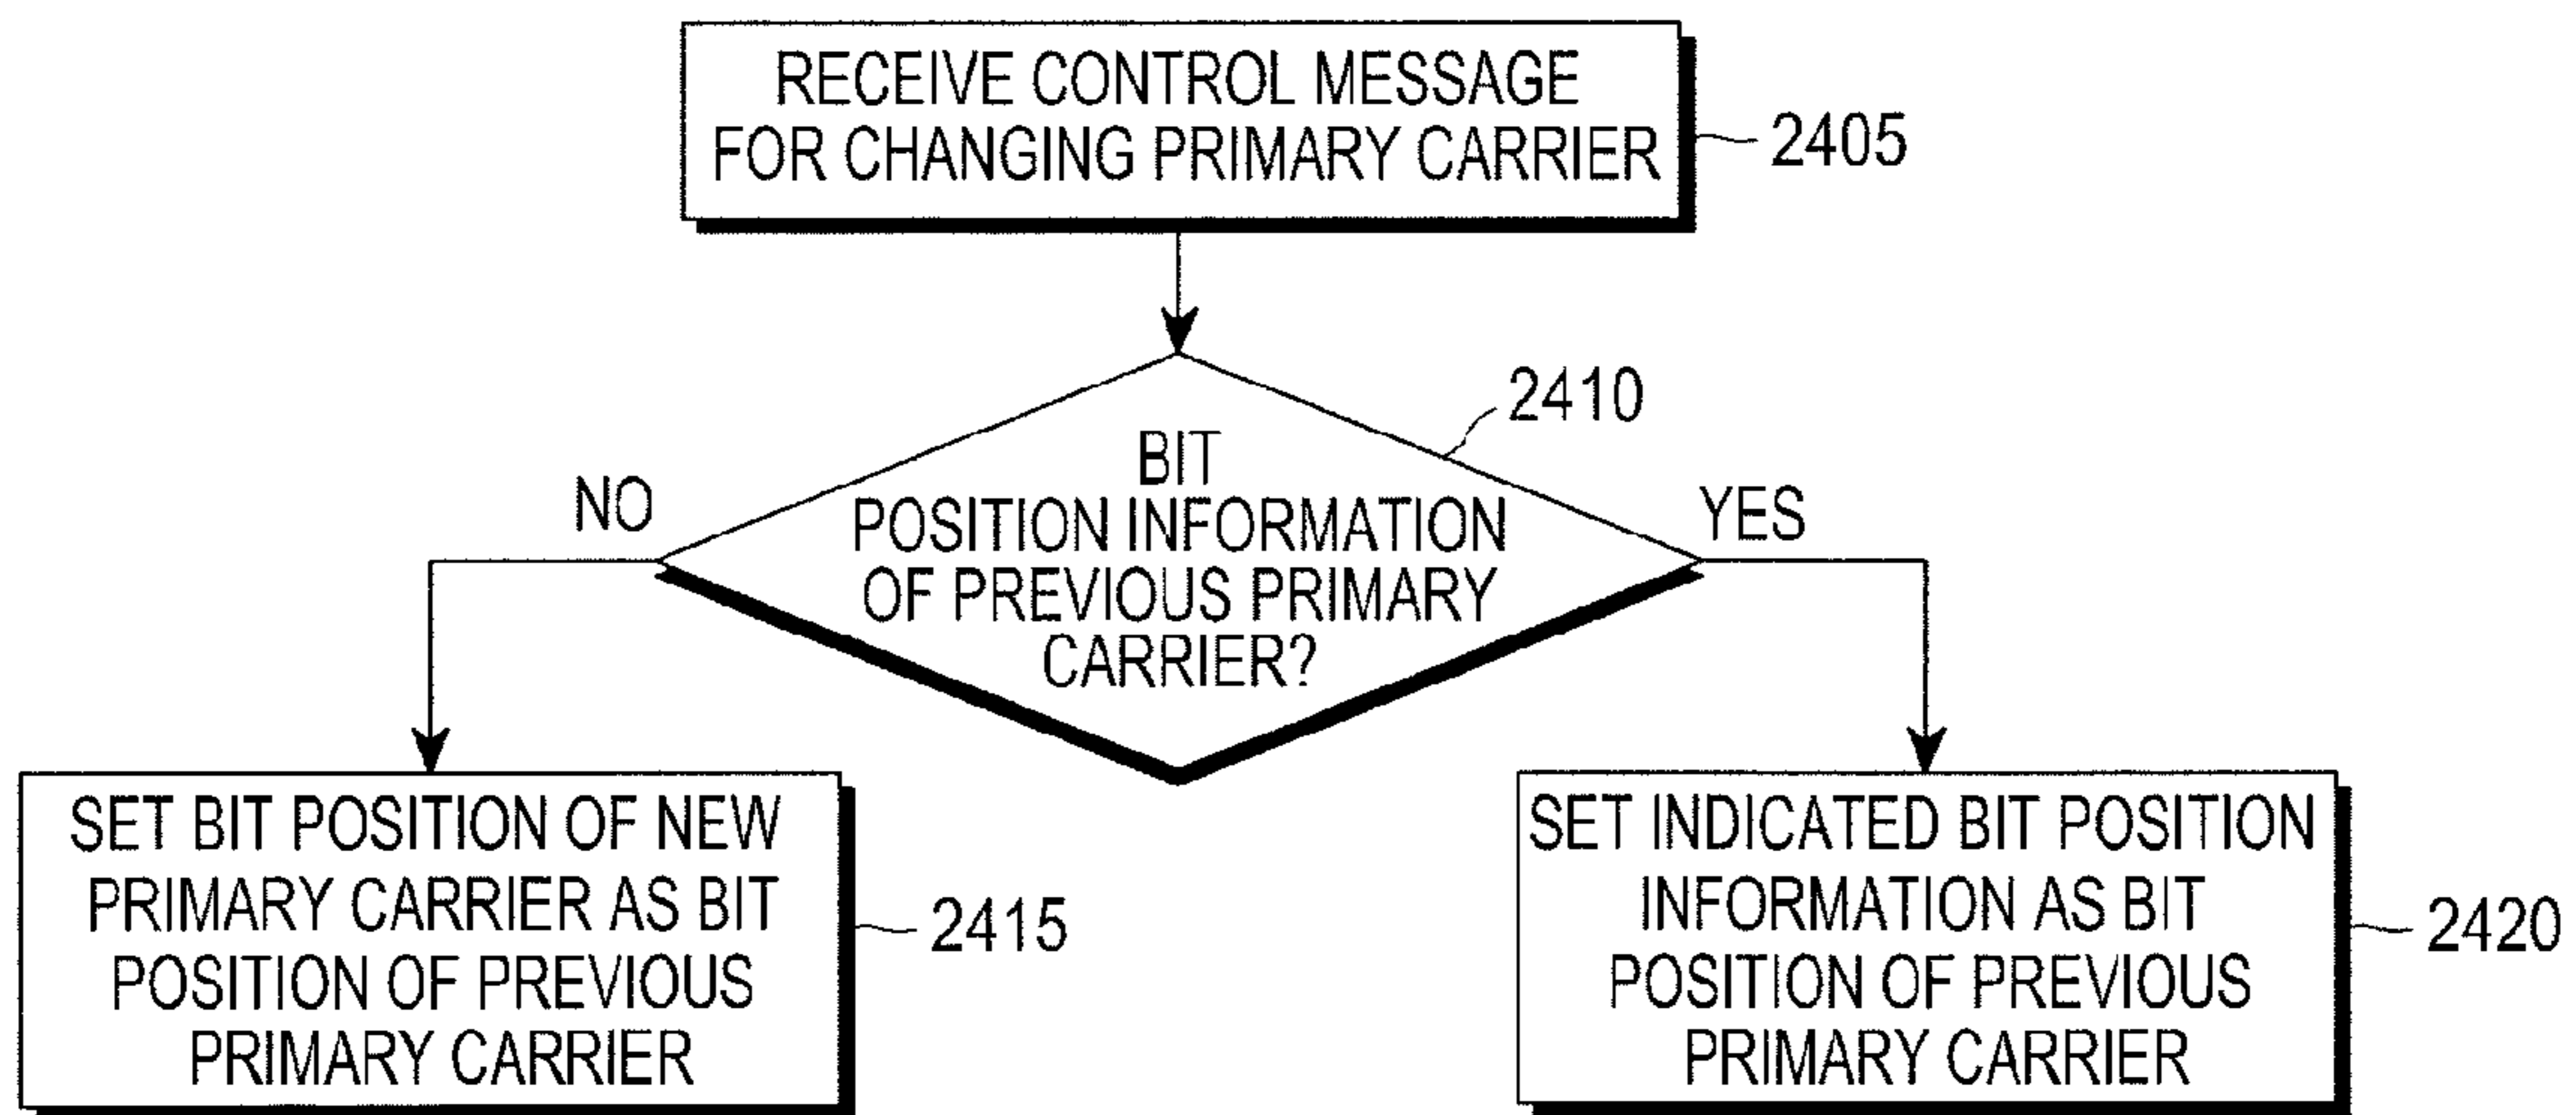 RECEIVE CONTROL MESSAGE
FOR CHANGING PRIMARY CARRIER
2405
2410
BIT
POSITION INFORMATION
OF PREVIOUS PRIMARY
CARRIER?
NO
YES
SET BIT POSITION OF NEW
PRIMARY CARRIER AS BIT
POSITION OF PREVIOUS
PRIMARY CARRIER
2415
SET INDICATED BIT POSITION
INFORMATION AS BIT
POSITION OF PREVIOUS
PRIMARY CARRIER
2420